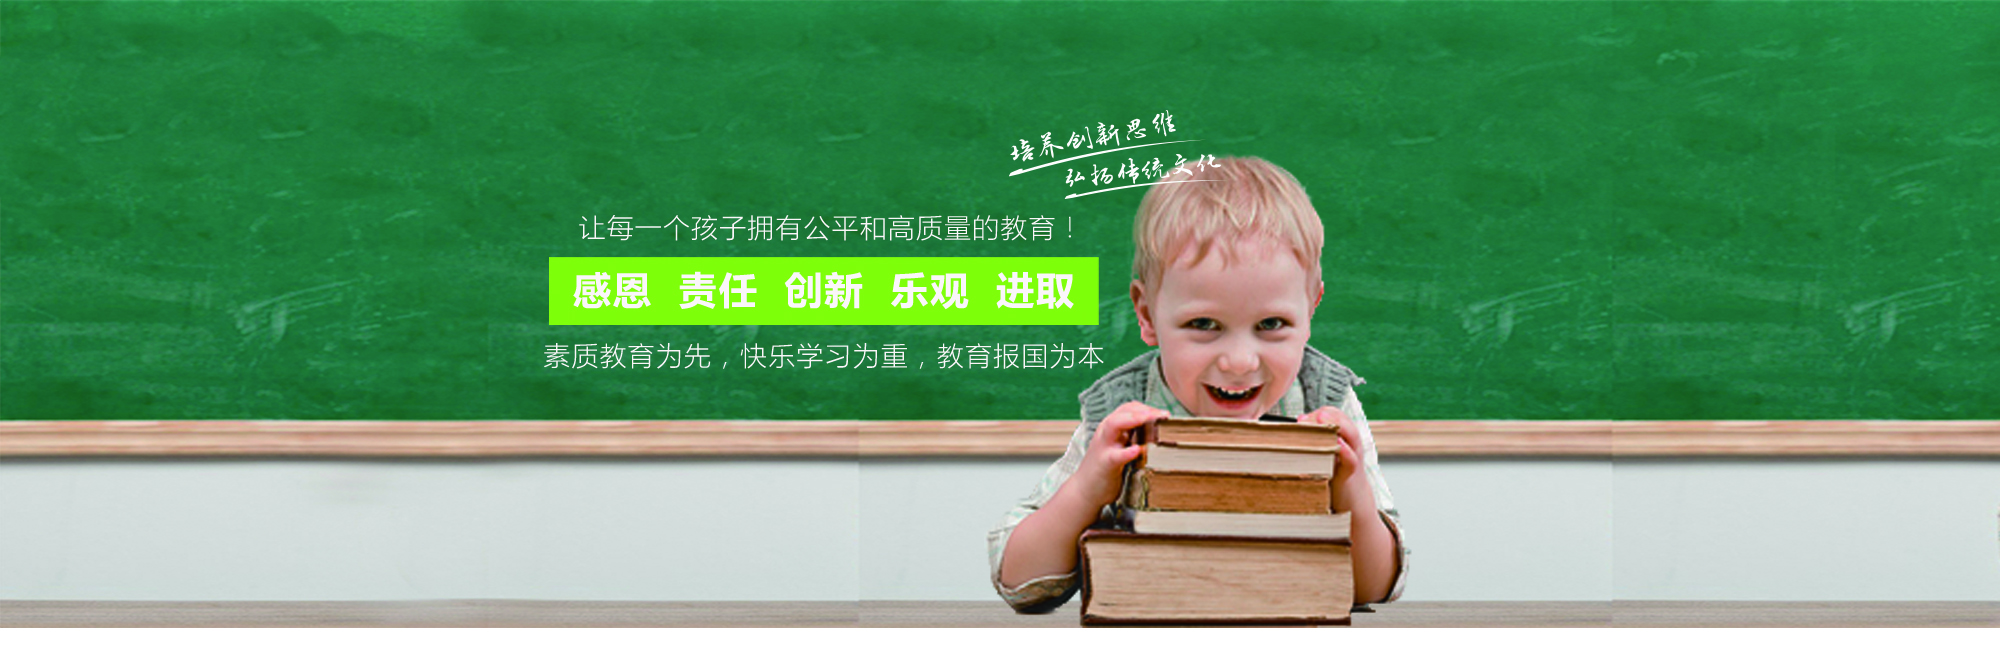 培养创新思维
弘扬传统文化
让每一个孩子拥有公平和高质量的教育！
感恩 责任 创新 乐观 进取
素质教育为先，快乐学习为重，教育报国为本